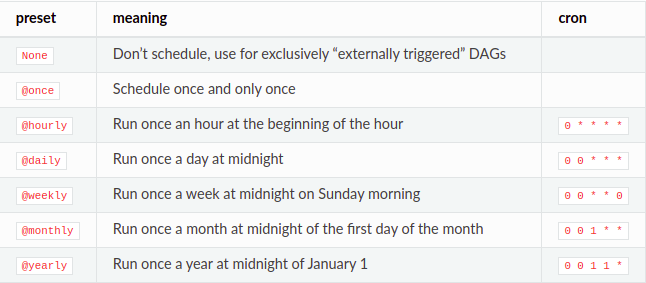 preset meaning cron
None Don’t schedule, use for exclusively “externally triggered” DAGs
@once Schedule once and only once
@hourly Run once an hour at the beginning of the hour 0 * * * *
@daily Run once a day at midnight 0 0 * * *
@weekly Run once a week at midnight on Sunday morning 0 0 * * 0
@monthly Run once a month at midnight of the first day of the month 0 0 1 * *
@yearly Run once a year at midnight of January 1 0 0 1 1 *